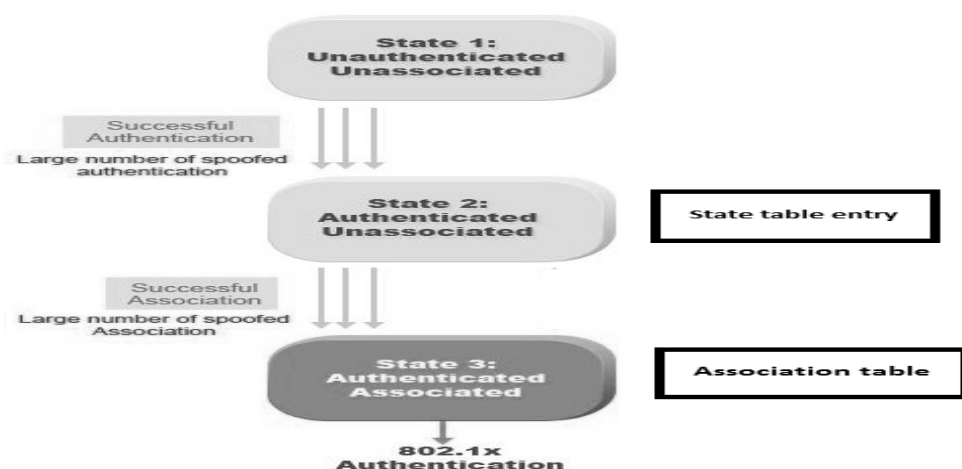 State 1:
Unauthenticated
Unassociated
Successful
Authentication
Large number of spoofed
authentication
State 2:
Authenticated
Unassociated
State table entry
Successful
Association
Large number of spoofed
Association
State 3:
Authenticated
Associated
Association table
802.1x
Authentication